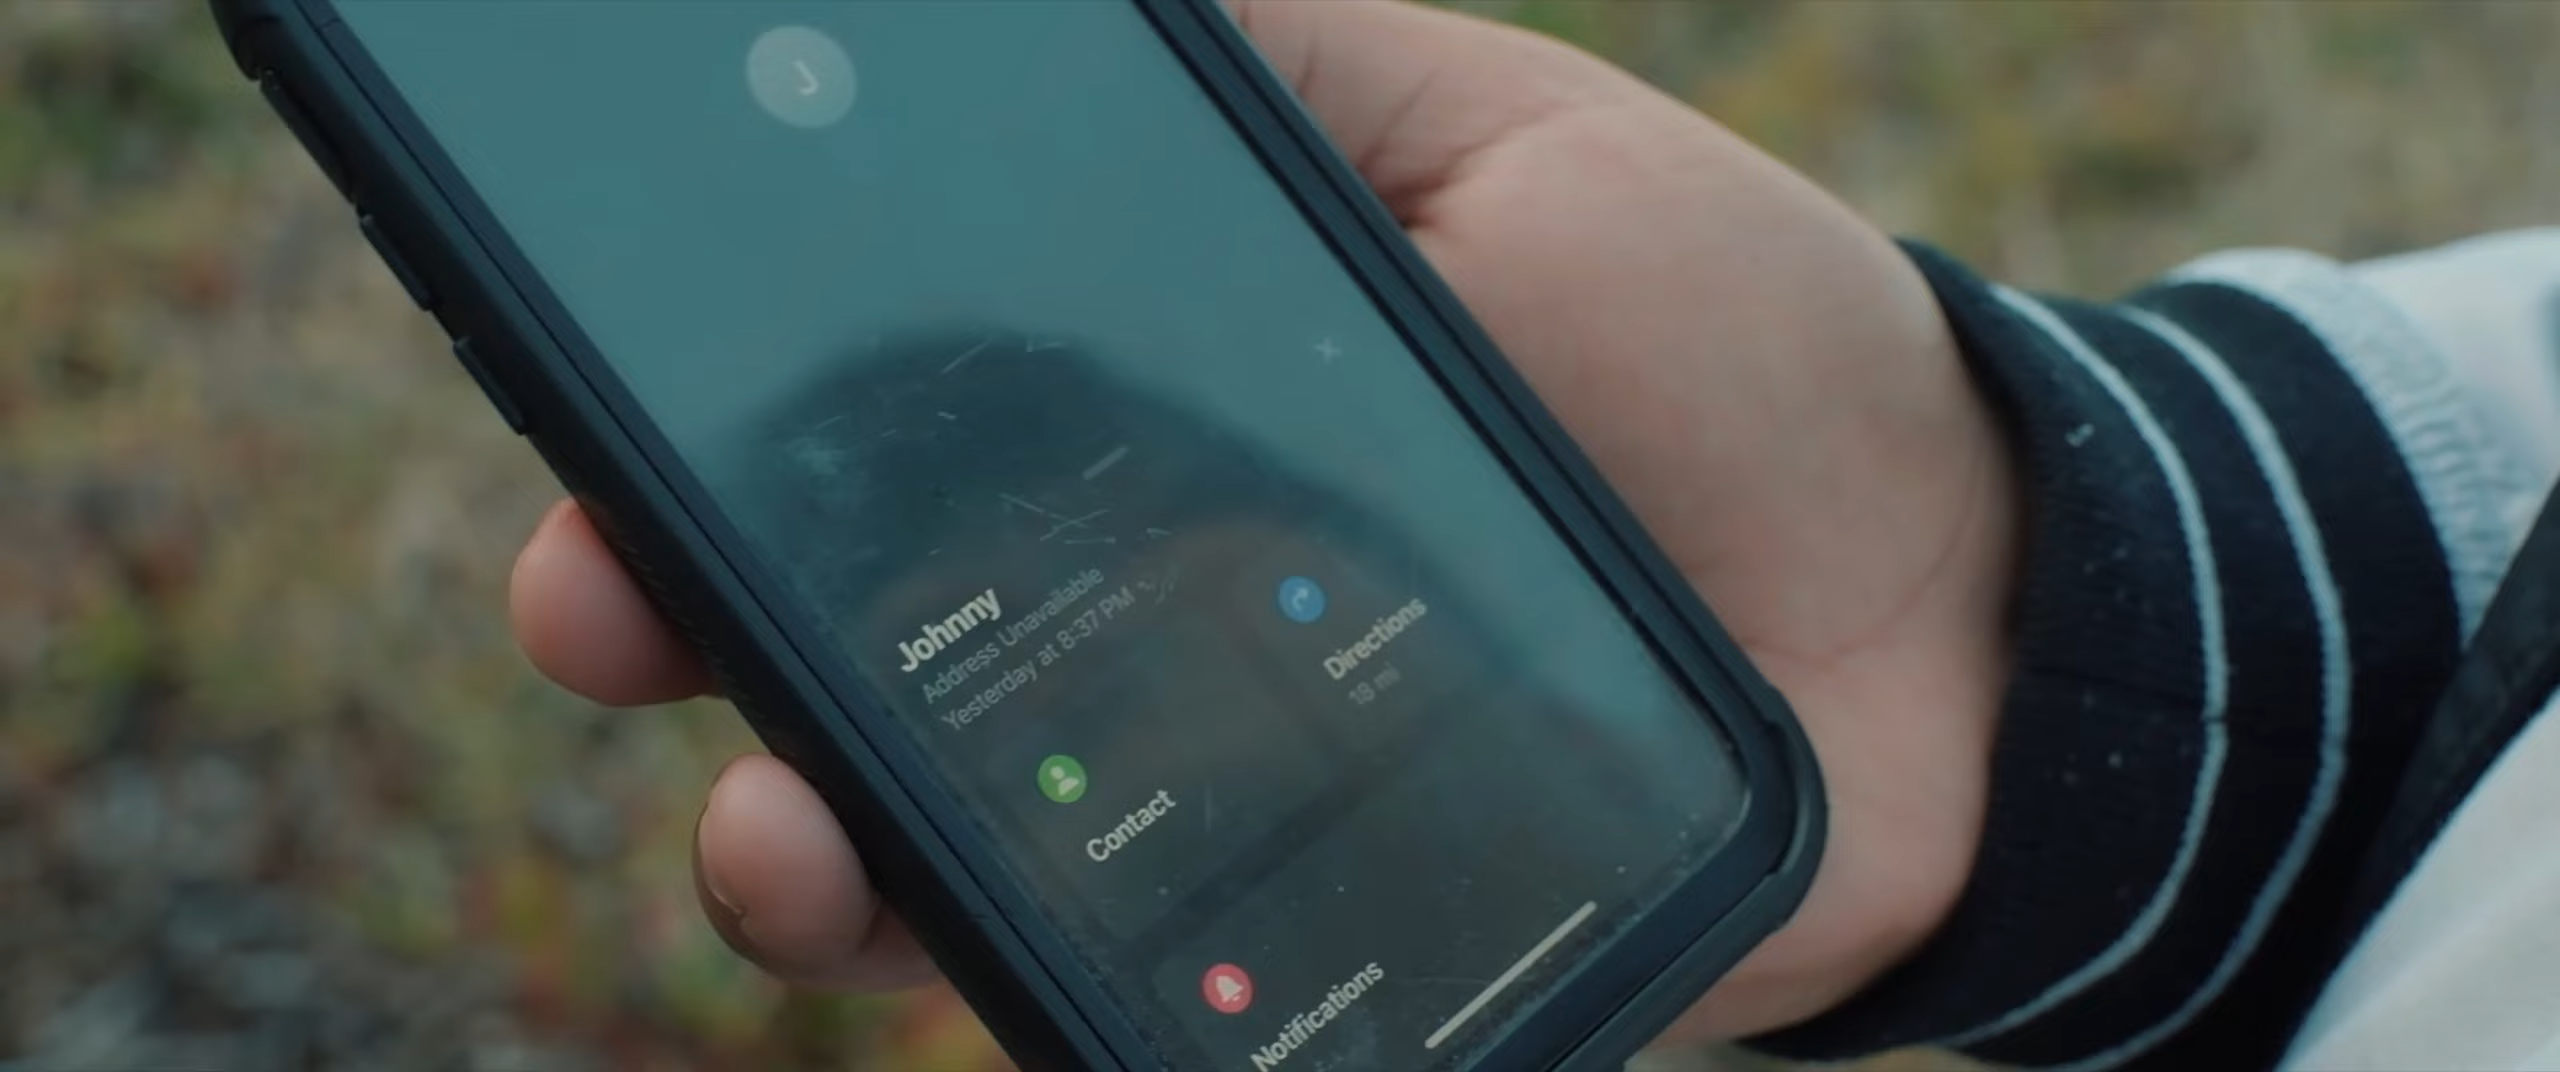 J
Johnny
Address Unavailable
Yesterday at 8:37 PM
Contact
Directions
18 mi
Notifications